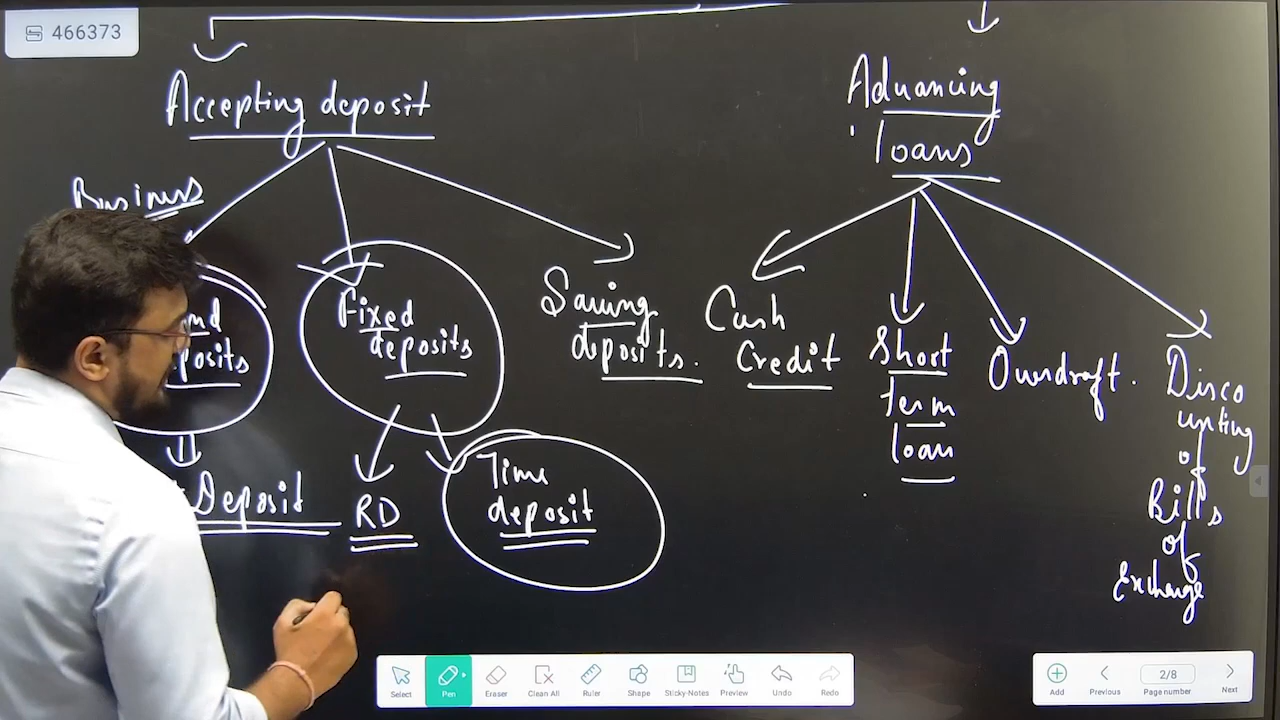 466373
Accepting deposit
Advancing
loans
Business
Fixed
deposits
Saving
deposits.
Cash
Credit
Short
term
loan
Overdraft.
Disco
unting
of
Bills
of
Exchange
Deposit
RD
Time
deposit
Select
Pen
Eraser
Clean All
Ruler
Shape
Sticky-Notes
Preview
Undo
Redo
Add
Previous
2/8
Page number
Next